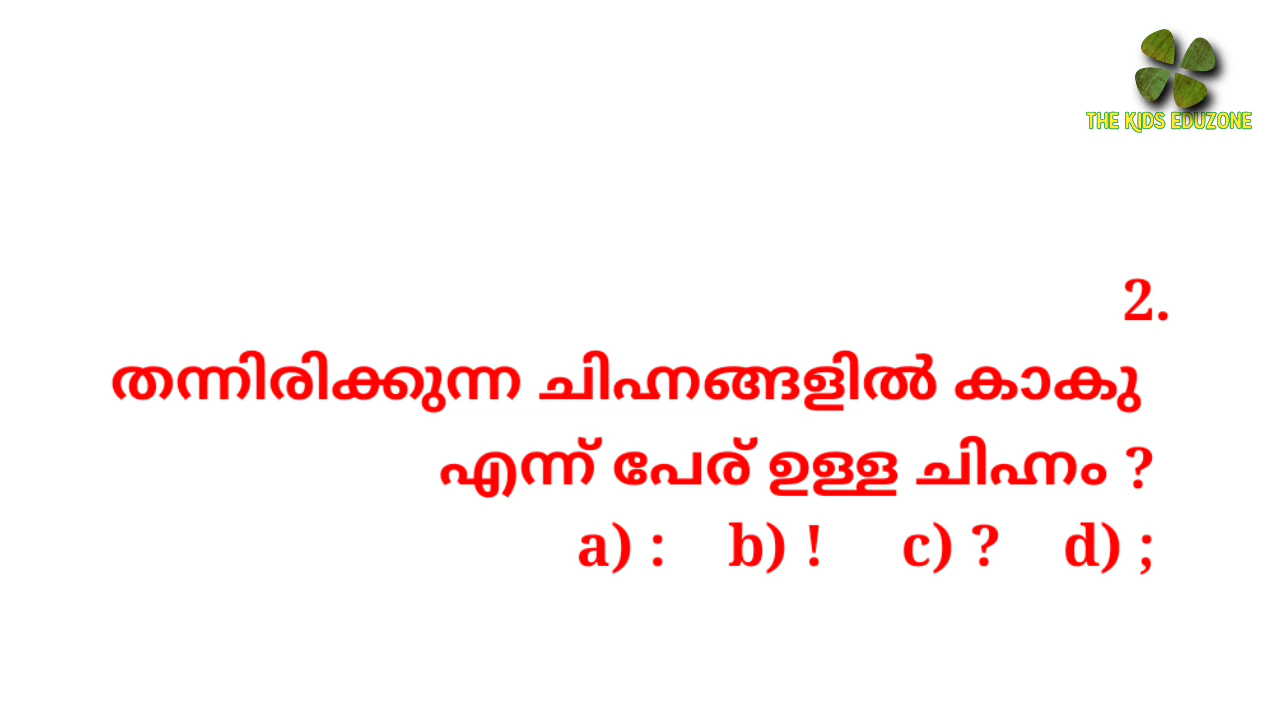 THE KIDS EDUZONE
2.
തന്നിരിക്കുന്ന ചിഹ്നങ്ങളിൽ കാകു
എന്ന് പേര് ഉള്ള ചിഹ്നം ?
a) : b) ! c) ? d) ;